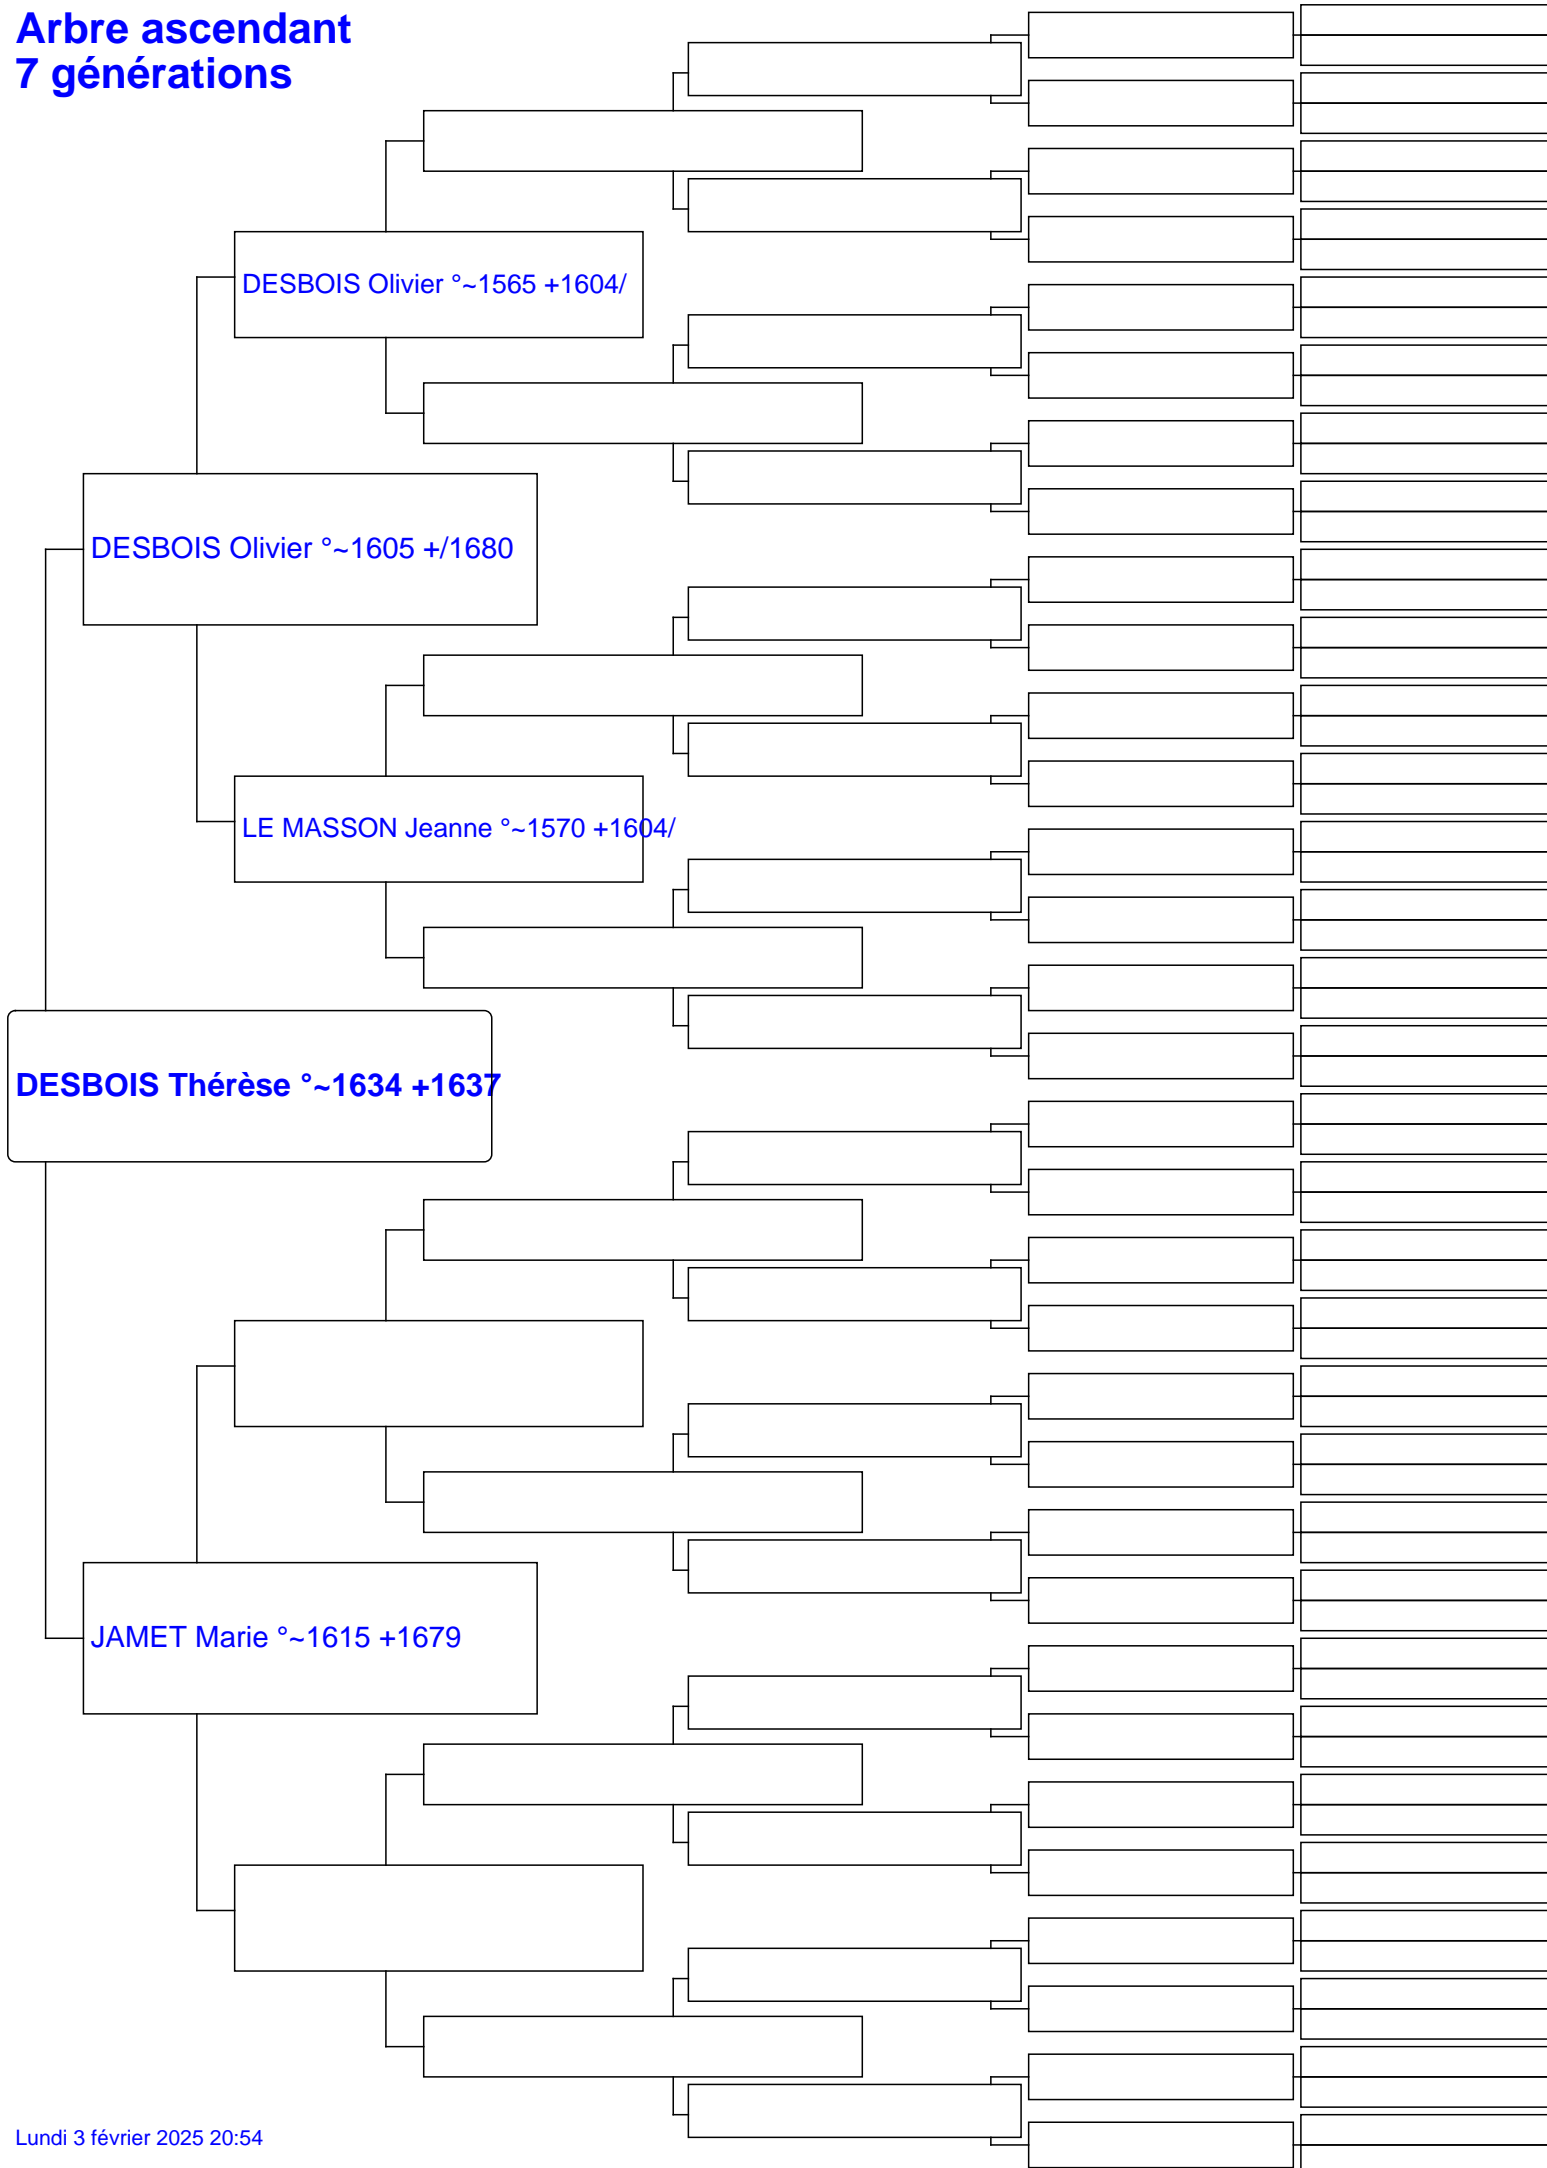 Arbre ascendant
7 générations
DESBOIS Olivier °~1565 +1604/
DESBOIS Olivier °~1605 +/1680
LE MASSON Jeanne °~1570 +1604/
DESBOIS Thérèse °~1634 +1637
JAMET Marie °~1615 +1679
Lundi 3 février 2025 20:54